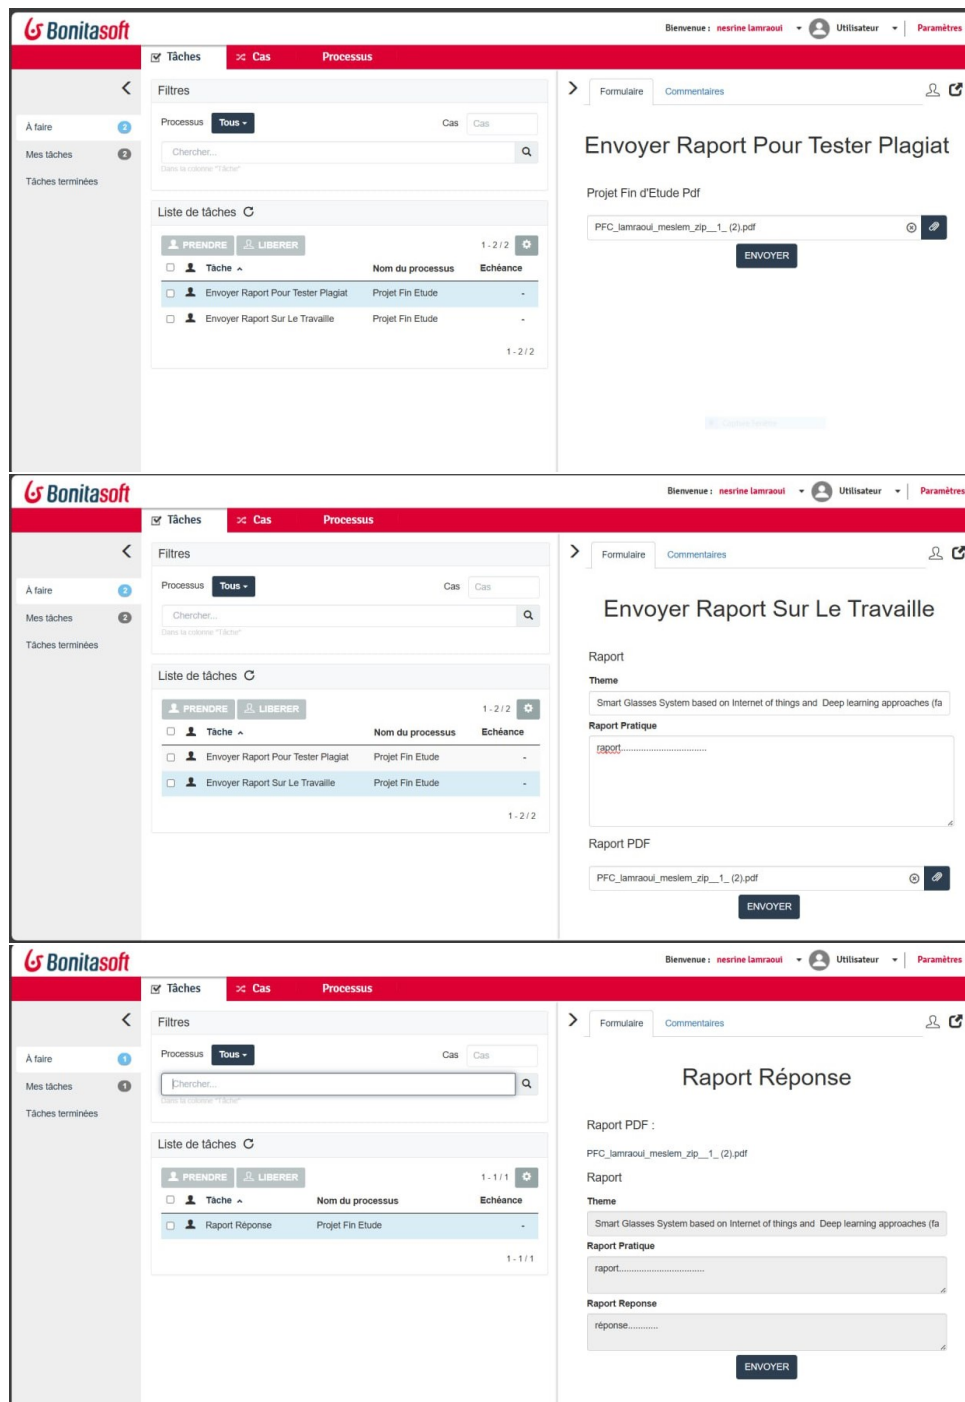 Bonitasoft
Bienvenue : nesrine lamraoui Utilisateur Paramètres
Tâches Cas Processus
Filtres
Formulaire Commentaires
À faire 2
Mes tâches 2
Tâches terminées
Processus Tous Cas Cas
Chercher...
Dans la colonne "Tâche"
Liste de tâches
PRENDRE LIBERER 1 - 2 / 2
Tâche Nom du processus Echéance
Envoyer Raport Pour Tester Plagiat Projet Fin Etude -
Envoyer Raport Sur Le Travaille Projet Fin Etude -
1 - 2 / 2
Envoyer Raport Pour Tester Plagiat
Projet Fin d'Etude Pdf
PFC_lamraoui_meslem_zip__1_ (2).pdf
ENVOYER
Bonitasoft
Bienvenue : nesrine lamraoui Utilisateur Paramètres
Tâches Cas Processus
Filtres
Formulaire Commentaires
À faire 2
Mes tâches 2
Tâches terminées
Processus Tous Cas Cas
Chercher...
Dans la colonne "Tâche"
Liste de tâches
PRENDRE LIBERER 1 - 2 / 2
Tâche Nom du processus Echéance
Envoyer Raport Pour Tester Plagiat Projet Fin Etude -
Envoyer Raport Sur Le Travaille Projet Fin Etude -
1 - 2 / 2
Envoyer Raport Sur Le Travaille
Raport
Theme
Smart Glasses System based on Internet of things and Deep learning approaches (fa
Raport Pratique
raport..................................
Raport PDF
PFC_lamraoui_meslem_zip__1_ (2).pdf
ENVOYER
Bonitasoft
Bienvenue : nesrine lamraoui Utilisateur Paramètres
Tâches Cas Processus
Filtres
Formulaire Commentaires
À faire 1
Mes tâches 1
Tâches terminées
Processus Tous Cas Cas
Chercher...
Dans la colonne "Tâche"
Liste de tâches
PRENDRE LIBERER 1 - 1 / 1
Tâche Nom du processus Echéance
Raport Réponse Projet Fin Etude -
1 - 1 / 1
Raport Réponse
Raport PDF :
PFC_lamraoui_meslem_zip__1_ (2).pdf
Raport
Theme
Smart Glasses System based on Internet of things and Deep learning approaches (fa
Raport Pratique
raport..................................
Raport Reponse
réponse............
ENVOYER